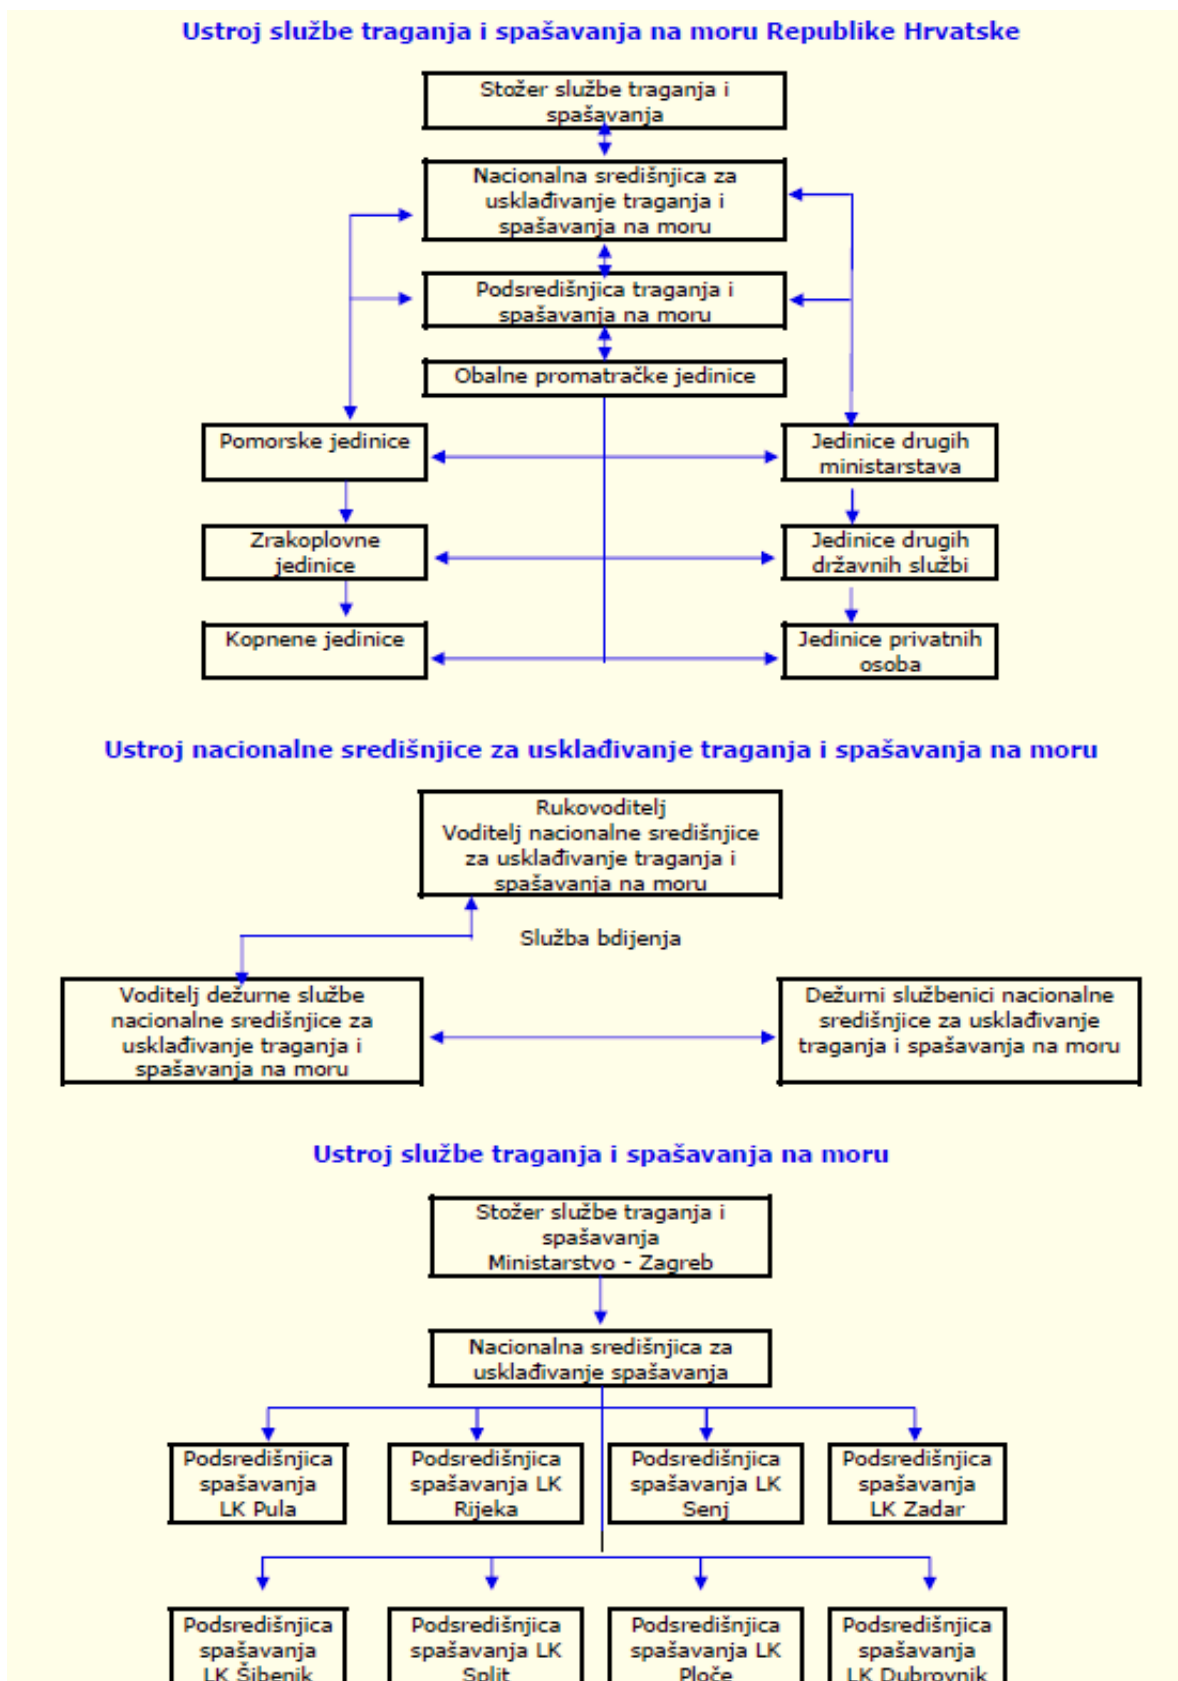 Ustroj službe traganja i spašavanja na moru Republike Hrvatske
Stožer službe traganja i
spašavanja
Nacionalna središnjica za
usklađivanje traganja i
spašavanja na moru
Podsredišnjica traganja i
spašavanja na moru
Obalne promatračke jedinice
Pomorske jedinice
Jedinice drugih
ministarstava
Zrakoplovne
jedinice
Jedinice drugih
državnih službi
Kopnene jedinice
Jedinice privatnih
osoba
Ustroj nacionalne središnjice za usklađivanje traganja i spašavanja na moru
Rukovoditelj
Voditelj nacionalne središnjice
za usklađivanje traganja i
spašavanja na moru
Služba bdijenja
Voditelj dežurne službe
nacionalne središnjice za
usklađivanje traganja i
spašavanja na moru
Dežurni službenici nacionalne
središnjice za usklađivanje
traganja i spašavanja na moru
Ustroj službe traganja i spašavanja na moru
Stožer službe traganja i
spašavanja
Ministarstvo - Zagreb
Nacionalna središnjica za
usklađivanje spašavanja
Podsredišnjica
spašavanja
LK Pula
Podsredišnjica
spašavanja LK
Rijeka
Podsredišnjica
spašavanja LK
Senj
Podsredišnjica
spašavanja
LK Zadar
Podsredišnjica
spašavanja
LK Šibenik
Podsredišnjica
spašavanja LK
Split
Podsredišnjica
spašavanja LK
Ploče
Podsredišnjica
spašavanja
LK Dubrovnik